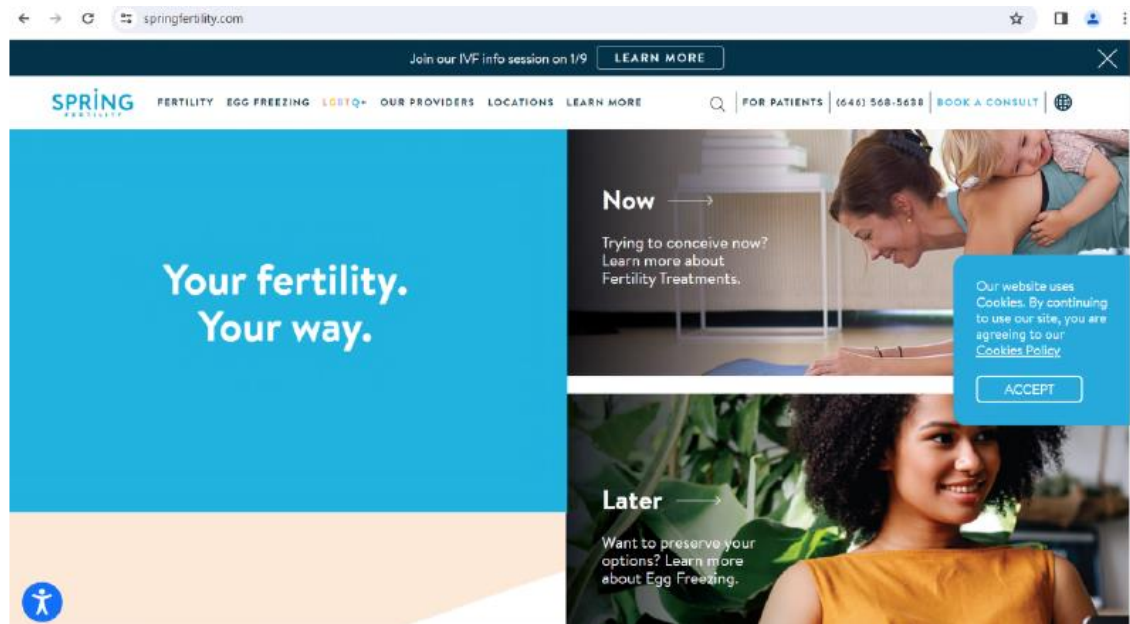 springfertility.com
Join our IVF info session on 1/9 LEARN MORE
SPRING
FERTILITY
FERTILITY EGG FREEZING LGBTQ+ OUR PROVIDERS LOCATIONS LEARN MORE FOR PATIENTS (646) 568-5638 BOOK A CONSULT
Your fertility.
Your way.
Now
Trying to conceive now?
Learn more about
Fertility Treatments.
Our website uses
Cookies. By continuing
to use our site, you are
agreeing to our
Cookies Policy
ACCEPT
Later
Want to preserve your
options? Learn more
about Egg Freezing.